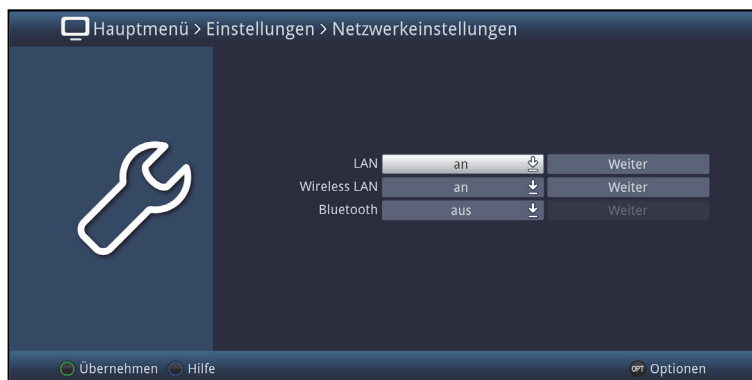 Hauptmenü > Einstellungen > Netzwerkeinstellungen
LAN an Weiter
Wireless LAN an Weiter
Bluetooth aus Weiter
Übernehmen Hilfe OPT Optionen